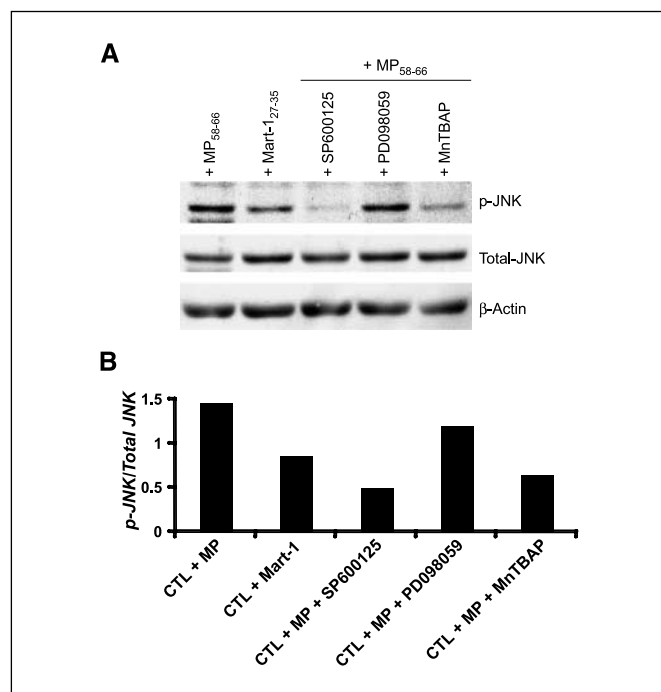 A
+ MP58-66
+ MP58-66
+ Mart-127-35
+ SP600125
+ PD098059
+ MnTBAP
p-JNK
Total-JNK
β-Actin
B
p-JNK/Total JNK
1.5
1
0.5
0
CTL + MP
CTL + Mart-1
CTL + MP + SP600125
CTL + MP + PD098059
CTL + MP + MnTBAP